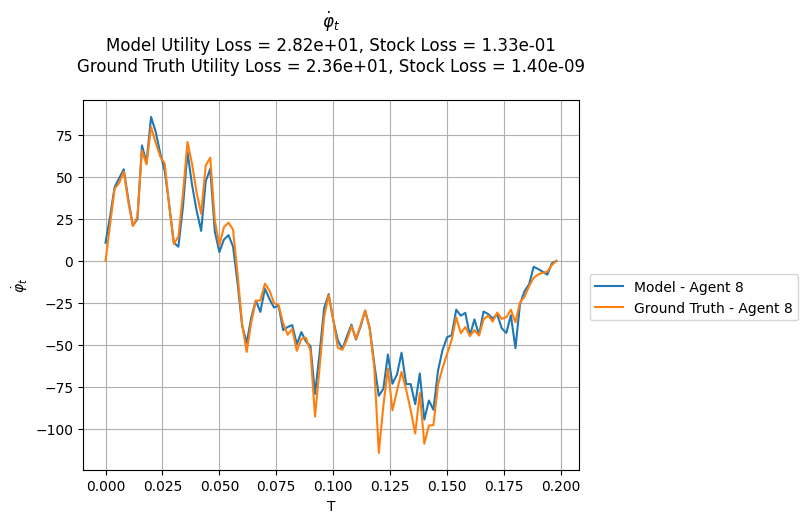 φ̇_t
Model Utility Loss = 2.82e+01, Stock Loss = 1.33e-01
Ground Truth Utility Loss = 2.36e+01, Stock Loss = 1.40e-09
75
50
25
0
−25
−50
−75
−100
φ̇_t
0.000 0.025 0.050 0.075 0.100 0.125 0.150 0.175 0.200
T
Model - Agent 8
Ground Truth - Agent 8